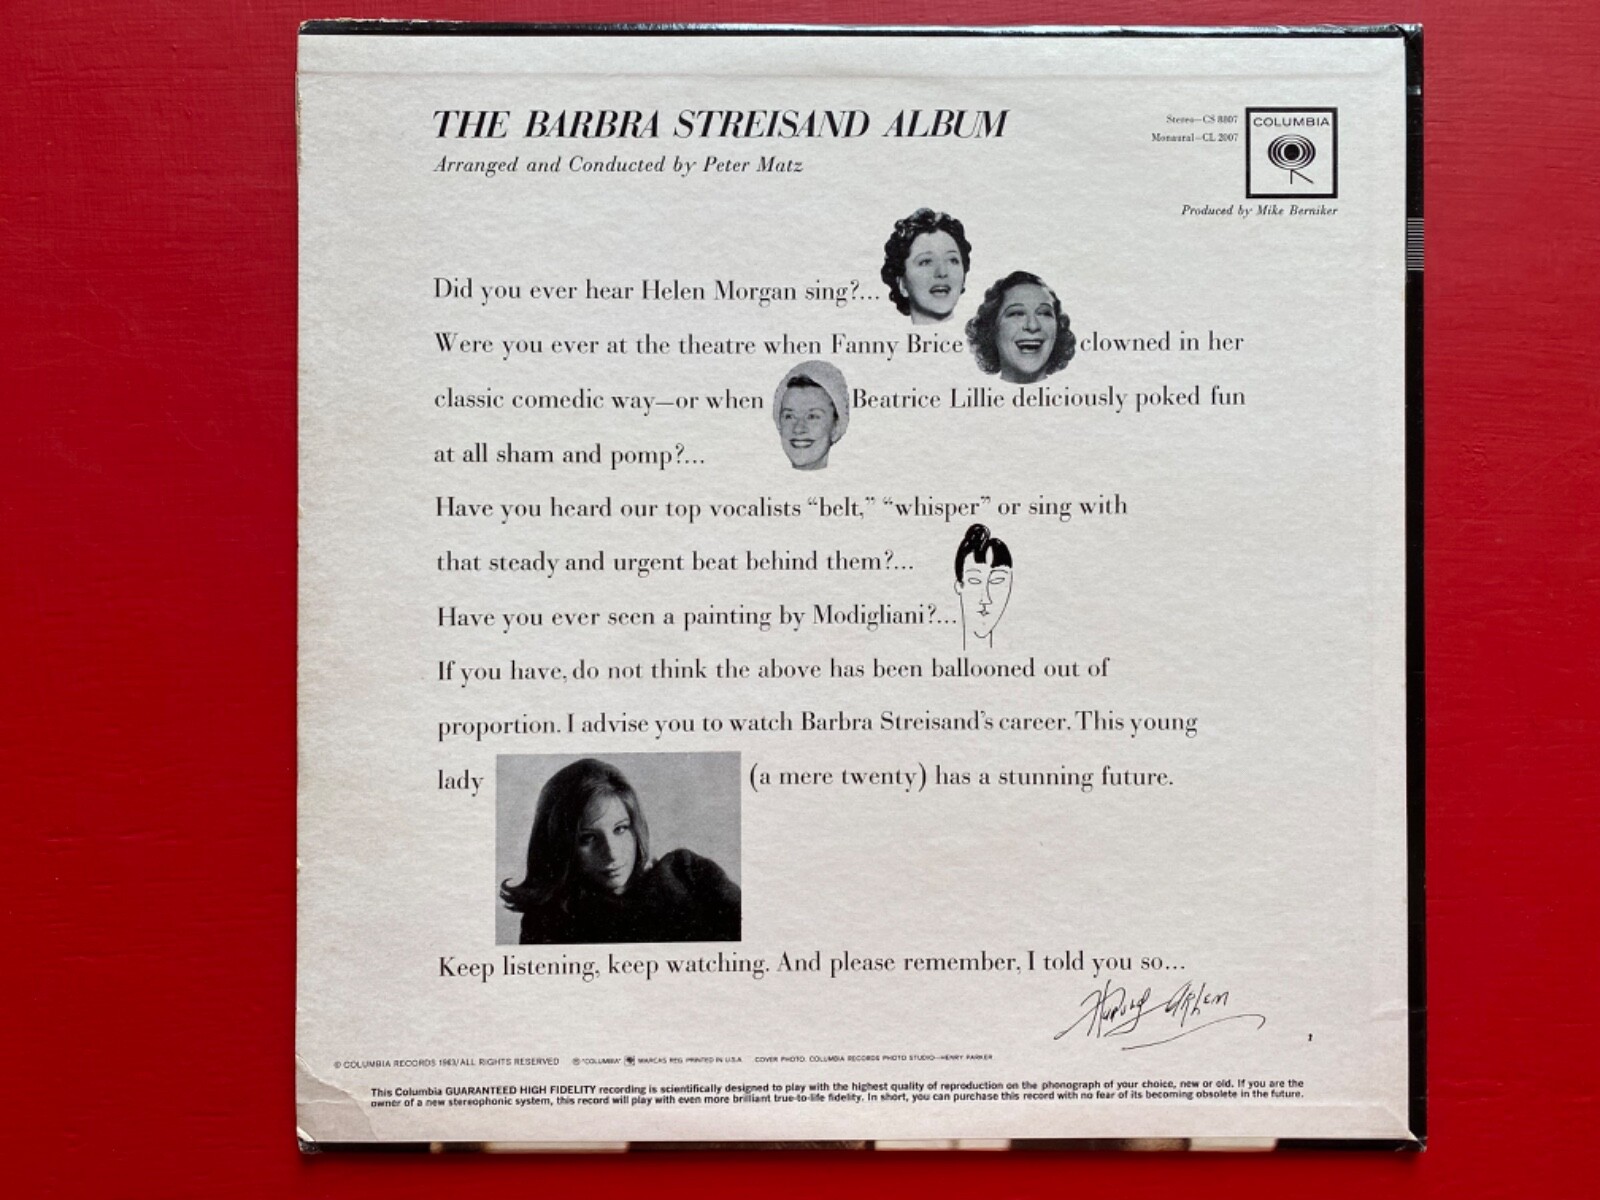 THE BARBRA STREISAND ALBUM
Arranged and Conducted by Peter Matz
Stereo—CS 8807
Monaural—CL 2007
COLUMBIA
Produced by Mike Berniker
Did you ever hear Helen Morgan sing?...
Were you ever at the theatre when Fanny Brice clowned in her
classic comedic way—or when Beatrice Lillie deliciously poked fun
at all sham and pomp?...
Have you heard our top vocalists “belt,” “whisper” or sing with
that steady and urgent beat behind them?...
Have you ever seen a painting by Modigliani?...
If you have, do not think the above has been ballooned out of
proportion. I advise you to watch Barbra Streisand’s career. This young
lady (a mere twenty) has a stunning future.
Keep listening, keep watching. And please remember, I told you so...
Harold Arlen
1
© COLUMBIA RECORDS 1963/ALL RIGHTS RESERVED ® "COLUMBIA" MARCAS REG. PRINTED IN U.S.A. COVER PHOTO: COLUMBIA RECORDS PHOTO STUDIO—HENRY PARKER
This Columbia GUARANTEED HIGH FIDELITY recording is scientifically designed to play with the highest quality of reproduction on the phonograph of your choice, new or old. If you are the
owner of a new stereophonic system, this record will play with even more brilliant true-to-life fidelity. In short, you can purchase this record with no fear of its becoming obsolete in the future.